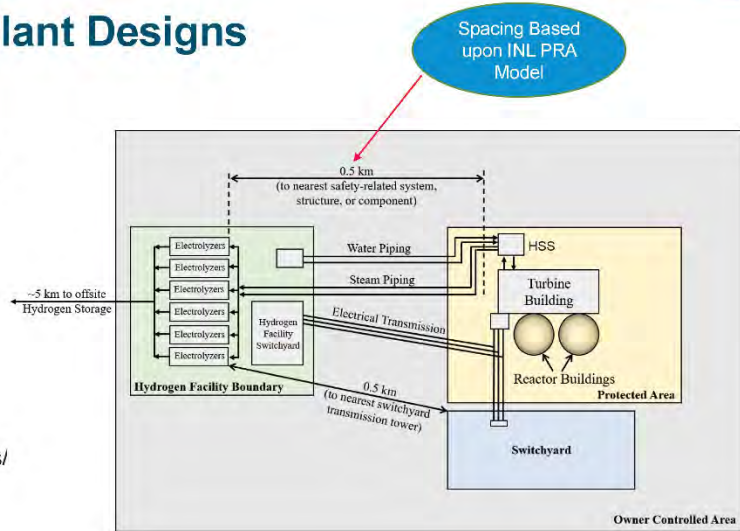 lant Designs
Spacing Based
upon INL PRA
Model
0.5 km
(to nearest safety-related system,
structure, or component)
Electrolyzers
Electrolyzers
Electrolyzers
Electrolyzers
Electrolyzers
Electrolyzers
Water Piping
HSS
Steam Piping
Turbine
Building
~5 km to offsite
Hydrogen Storage
Hydrogen
Facility
Switchyard
Electrical Transmission
Reactor Buildings
Hydrogen Facility Boundary
Protected Area
0.5 km
(to nearest switchyard
transmission tower)
Switchyard
s/
Owner Controlled Area